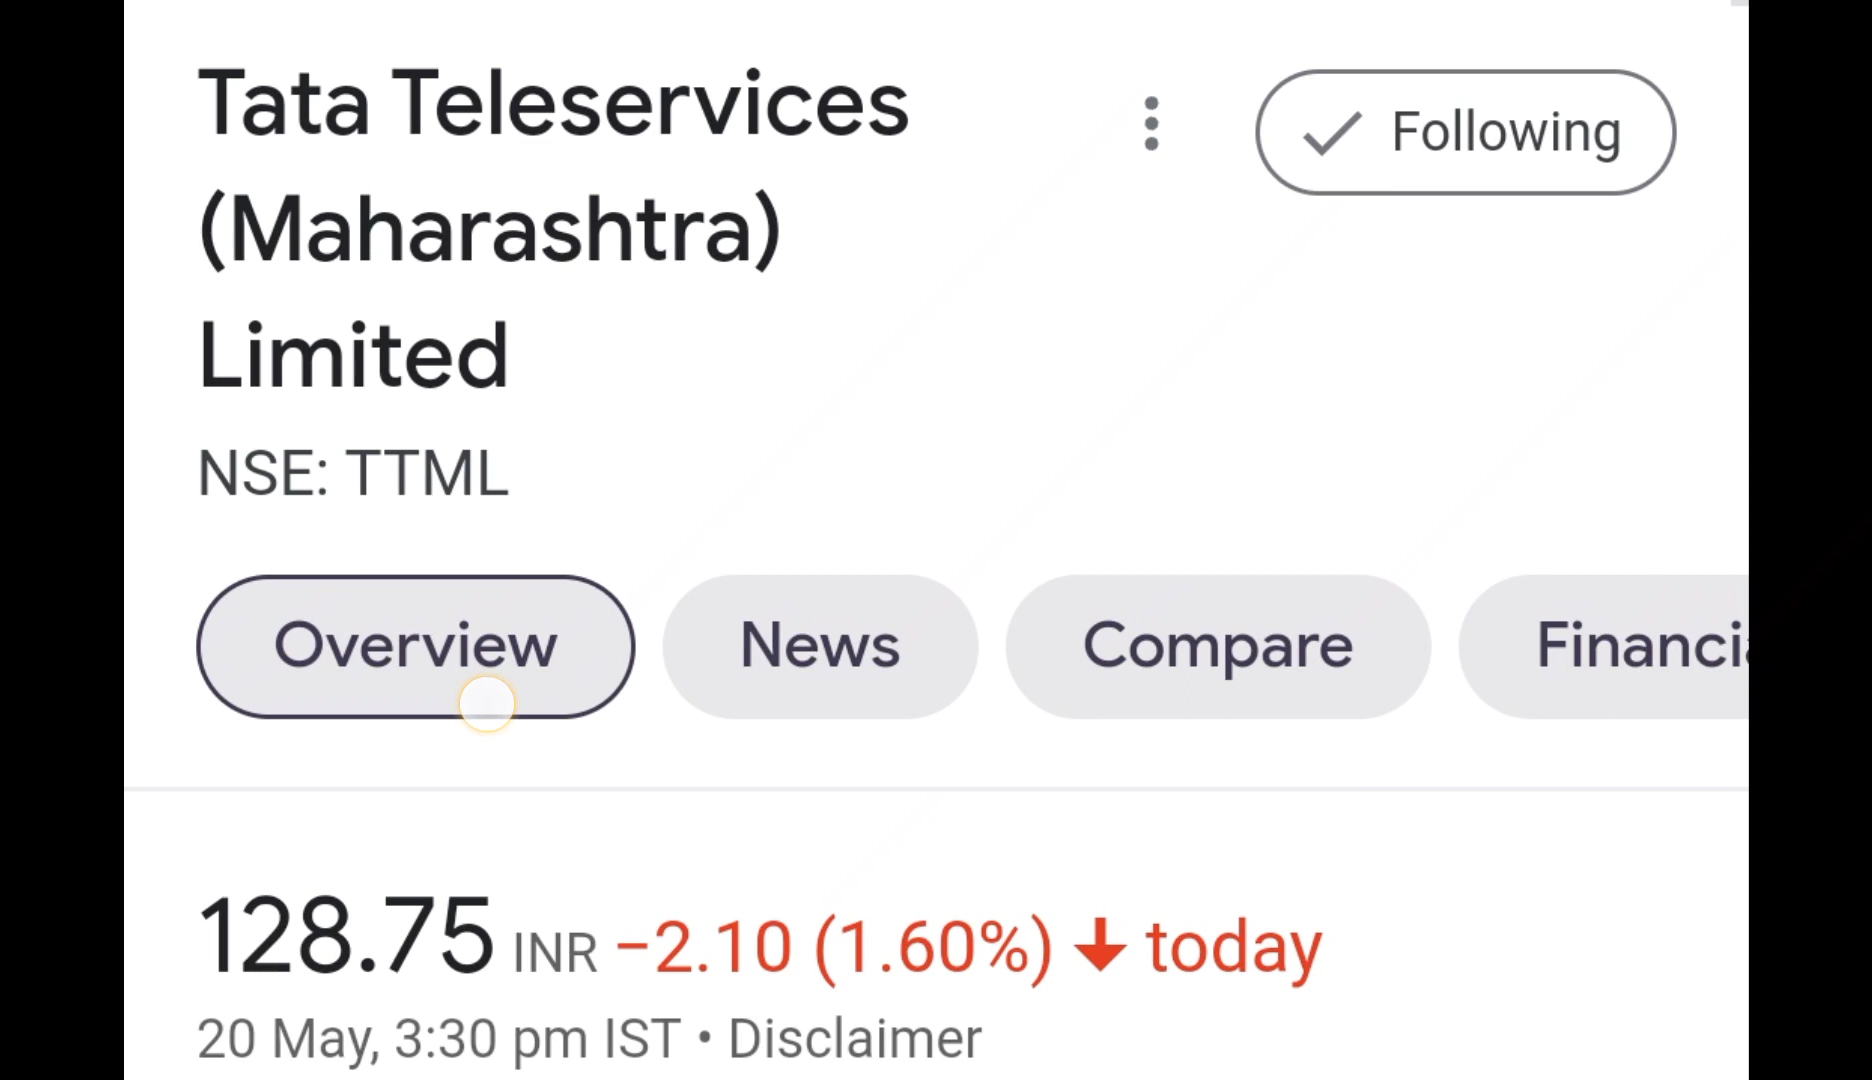 Tata Teleservices
(Maharashtra)
Limited
Following
NSE: TTML
Overview News Compare Financi
128.75 INR −2.10 (1.60%) ↓ today
20 May, 3:30 pm IST • Disclaimer